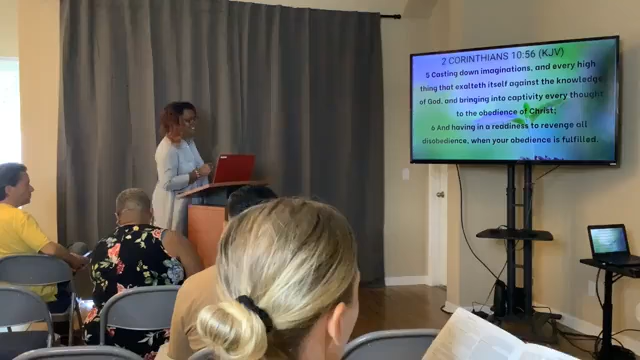 2 CORINTHIANS 10:56 (KJV)
5 Casting down imaginations, and every high
thing that exalteth itself against the knowledge
of God, and bringing into captivity every thought
to the obedience of Christ;
6 And having in a readiness to revenge all
disobedience, when your obedience is fulfilled.